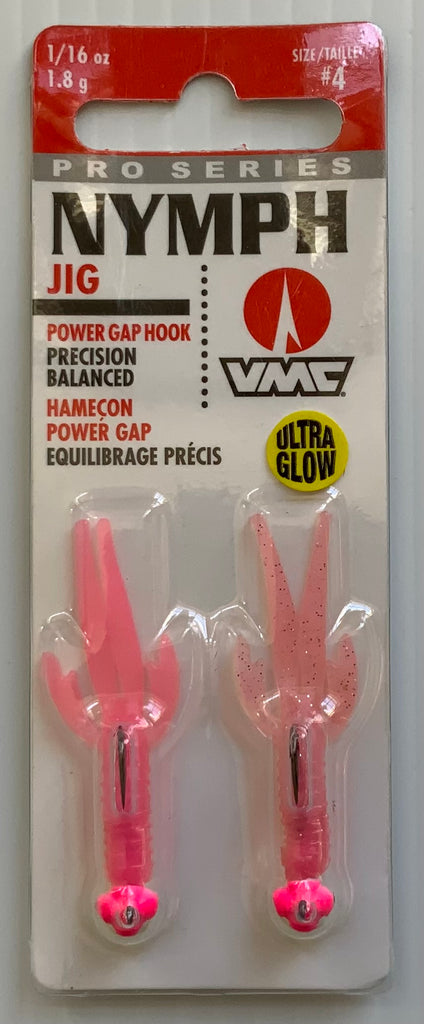 1/16 oz
1.8 g
SIZE/TAILLE
#4
PRO SERIES
NYMPH
JIG
POWER GAP HOOK
PRECISION
BALANCED
HAMEÇON
POWER GAP
EQUILIBRAGE PRÉCIS
VMC®
ULTRA
GLOW